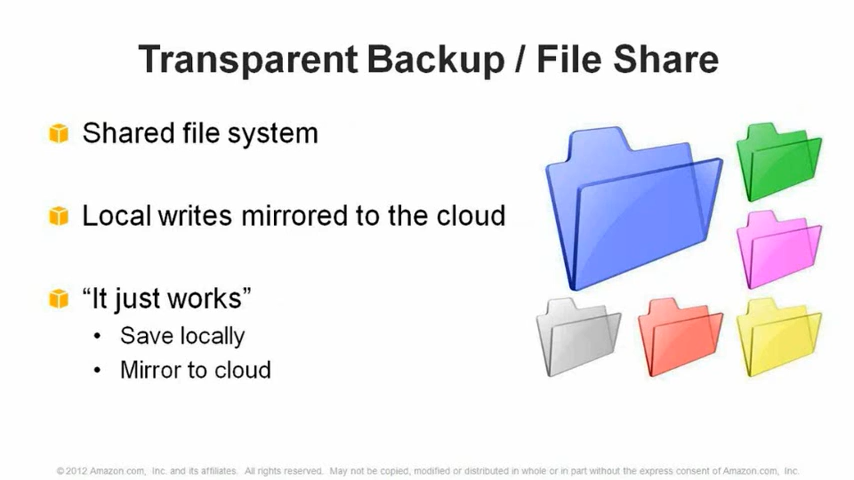 Transparent Backup / File Share
Shared file system
Local writes mirrored to the cloud
“It just works”
• Save locally
• Mirror to cloud
©2012 Amazon.com, Inc. and its affiliates. All rights reserved. May not be copied, modified or distributed in whole or in part without the express consent of Amazon.com, Inc.